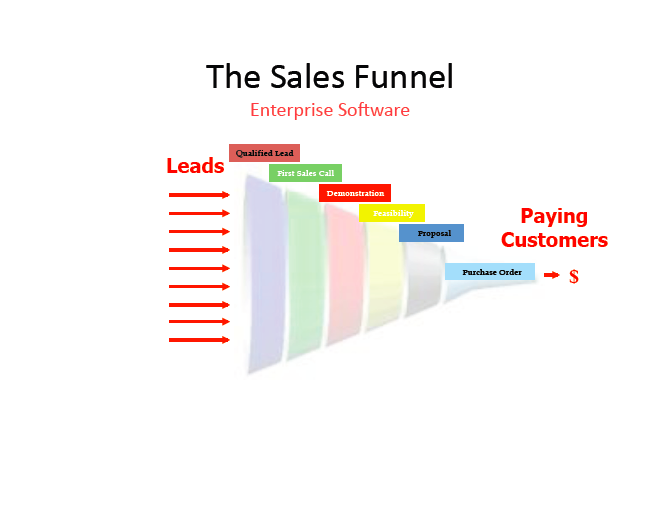 The Sales Funnel
Enterprise Software
Qualified Lead
Leads
First Sales Call
Demonstration
Feasibility
Proposal
Paying
Customers
Purchase Order
$